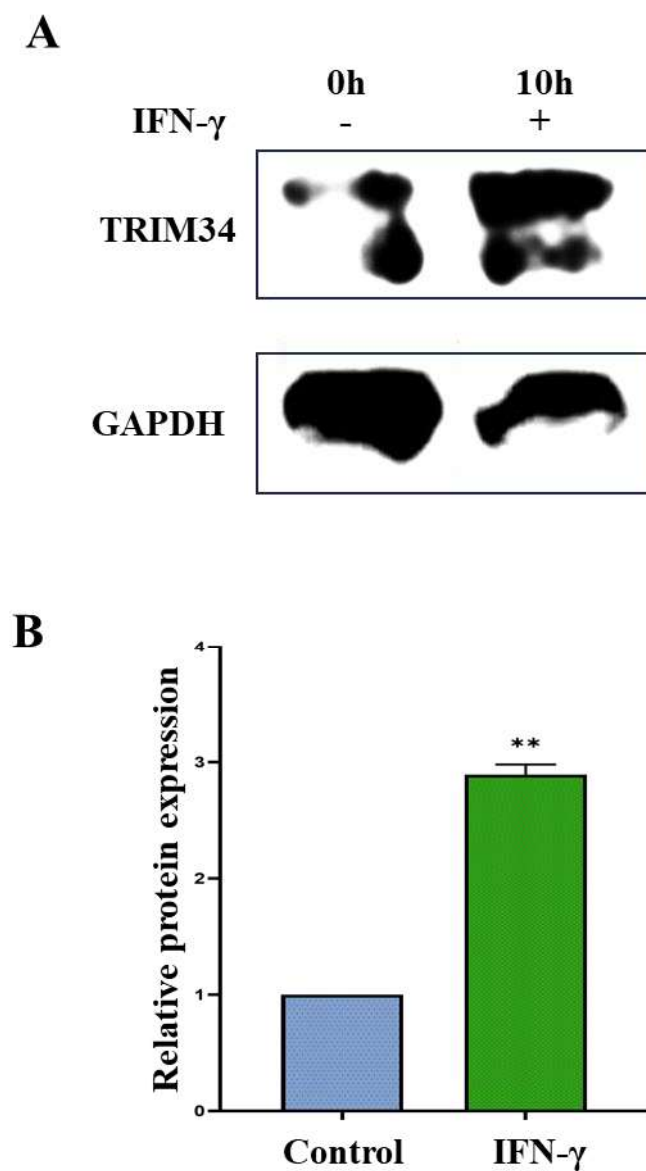 A
0h 10h
IFN-γ - +
TRIM34
GAPDH
B
Relative protein expression
4
3
2
1
0
**
Control IFN-γ